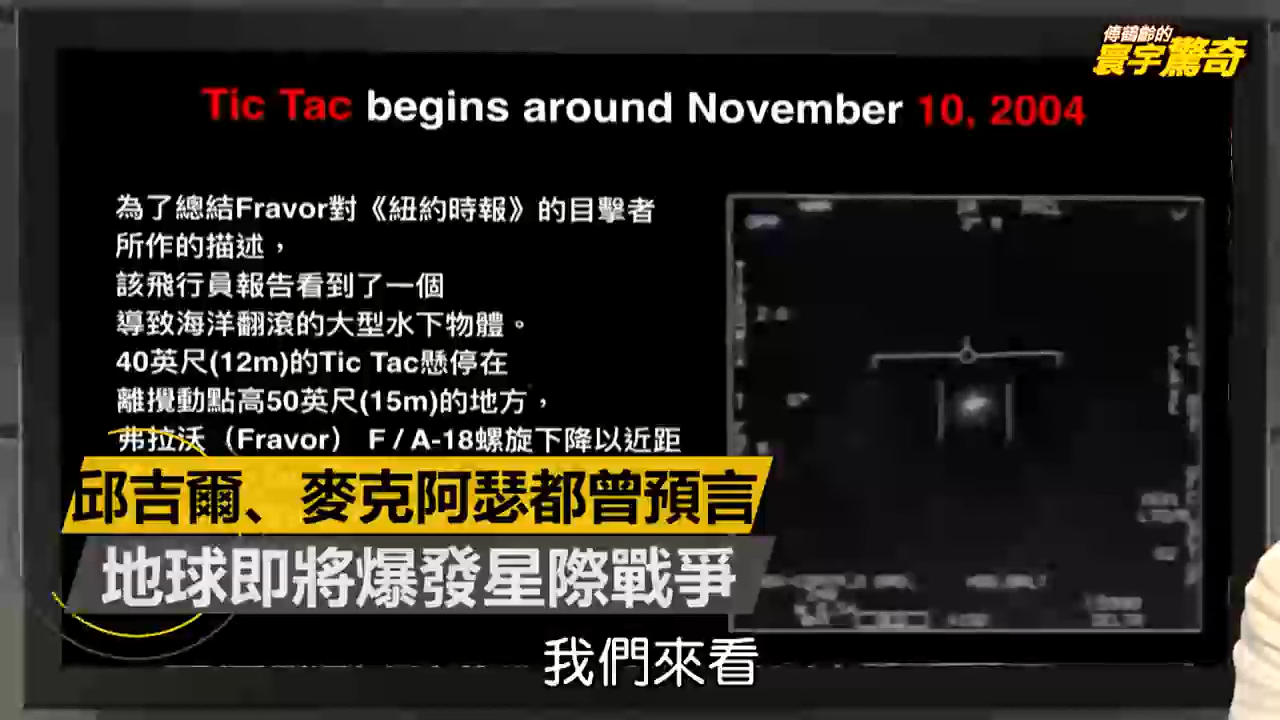 傅鶴齡的
寰宇驚奇
Tic Tac begins around November 10, 2004
為了總結Fravor對《紐約時報》的目擊者
所作的描述，
該飛行員報告看到了一個
導致海洋翻滾的大型水下物體。
40英尺(12m)的Tic Tac懸停在
離攪動點高50英尺(15m)的地方，
弗拉沃（Fravor） F / A-18螺旋下降以近距
邱吉爾、麥克阿瑟都曾預言
地球即將爆發星際戰爭
我們來看